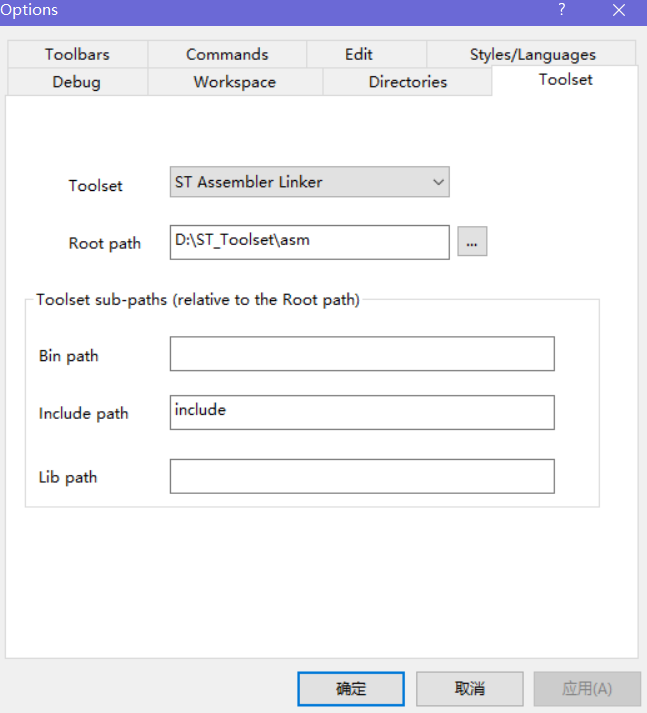 Options
Toolbars Commands Edit Styles/Languages
Debug Workspace Directories Toolset
Toolset ST Assembler Linker
Root path D:\ST_Toolset\asm ...
Toolset sub-paths (relative to the Root path)
Bin path
Include path include
Lib path
确定 取消 应用(A)